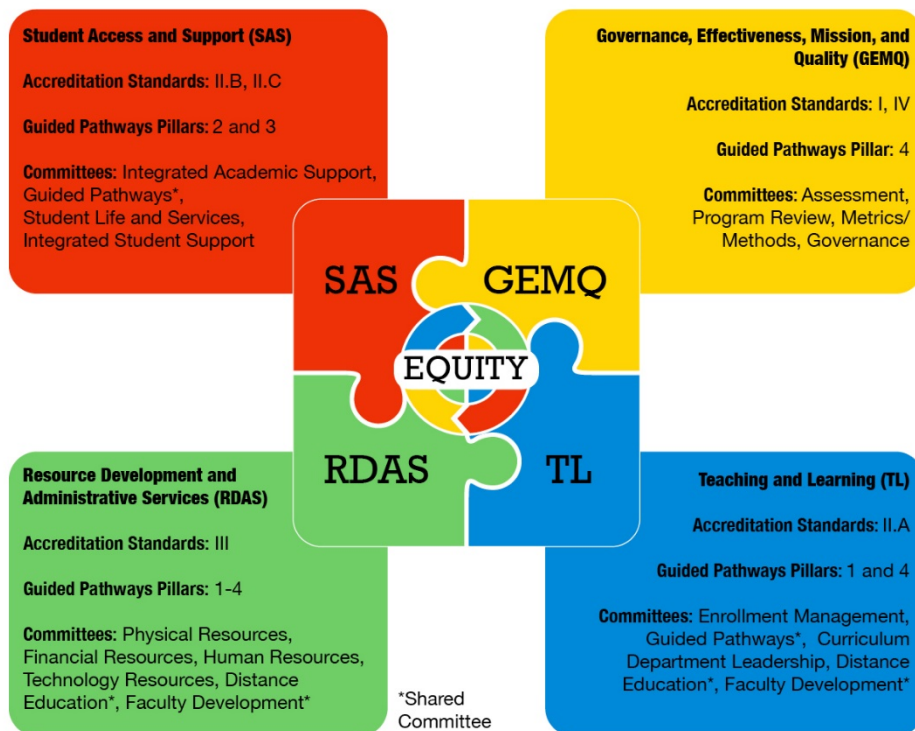 Student Access and Support (SAS)
Accreditation Standards: II.B, II.C
Guided Pathways Pillars: 2 and 3
Committees: Integrated Academic Support,
Guided Pathways*,
Student Life and Services,
Integrated Student Support
Governance, Effectiveness, Mission, and
Quality (GEMQ)
Accreditation Standards: I, IV
Guided Pathways Pillar: 4
Committees: Assessment,
Program Review, Metrics/
Methods, Governance
SAS
GEMQ
EQUITY
RDAS
TL
Resource Development and
Administrative Services (RDAS)
Accreditation Standards: III
Guided Pathways Pillars: 1-4
Committees: Physical Resources,
Financial Resources, Human Resources,
Technology Resources, Distance
Education*, Faculty Development*
*Shared
Committee
Teaching and Learning (TL)
Accreditation Standards: II.A
Guided Pathways Pillars: 1 and 4
Committees: Enrollment Management,
Guided Pathways*, Curriculum
Department Leadership, Distance
Education*, Faculty Development*